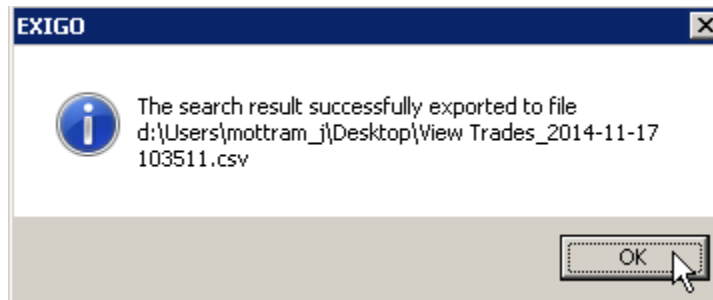 EXIGO
The search result successfully exported to file
d:\Users\mottram_j\Desktop\View Trades_2014-11-17
103511.csv
OK